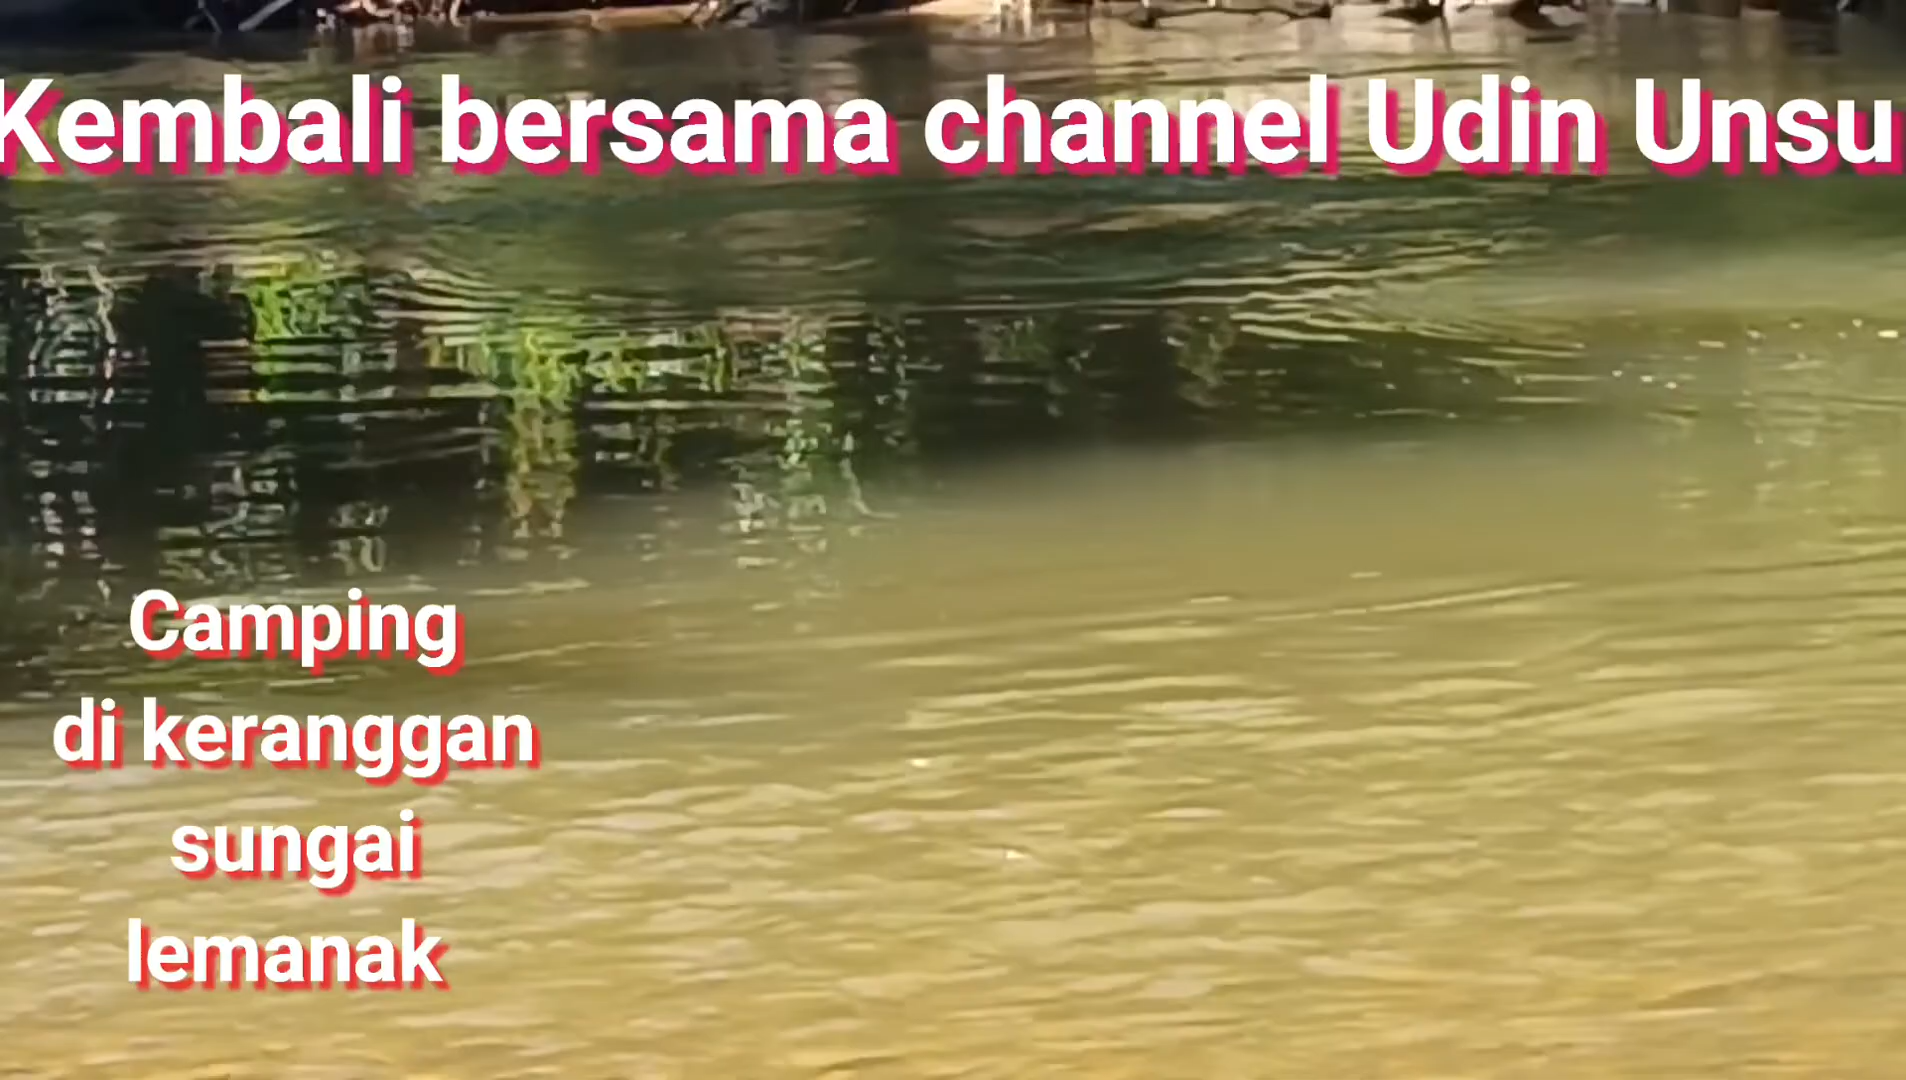 Kembali bersama channel Udin Unsu
Camping
di keranggan
sungai
lemanak